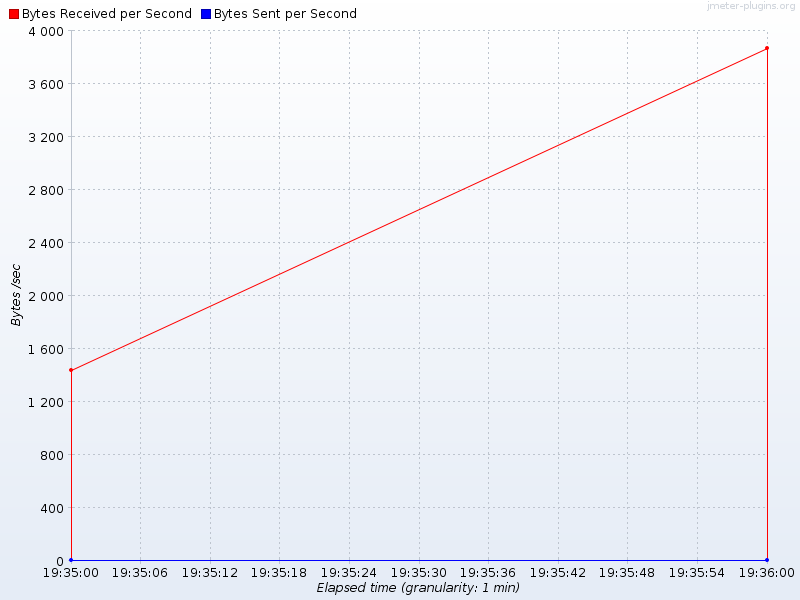 jmeter-plugins.org
Bytes Received per Second Bytes Sent per Second
4 000
3 600
3 200
2 800
2 400
2 000
1 600
1 200
800
400
0
Bytes /sec
19:35:00 19:35:06 19:35:12 19:35:18 19:35:24 19:35:30 19:35:36 19:35:42 19:35:48 19:35:54 19:36:00
Elapsed time (granularity: 1 min)